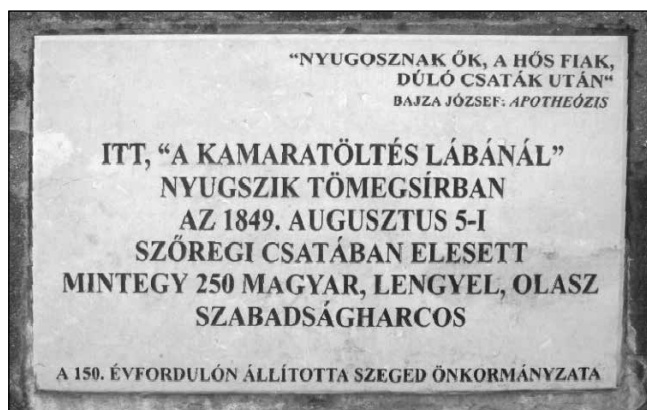 "NYUGOSZNAK ŐK, A HŐS FIAK,
DÚLÓ CSATÁK UTÁN"
BAJZA JÓZSEF: APOTHEÓZIS
ITT, "A KAMARATÖLTÉS LÁBÁNÁL"
NYUGSZIK TÖMEGSÍRBAN
AZ 1849. AUGUSZTUS 5-I
SZŐREGI CSATÁBAN ELESETT
MINTEGY 250 MAGYAR, LENGYEL, OLASZ
SZABADSÁGHARCOS
A 150. ÉVFORDULÓN ÁLLÍTOTTA SZEGED ÖNKORMÁNYZATA